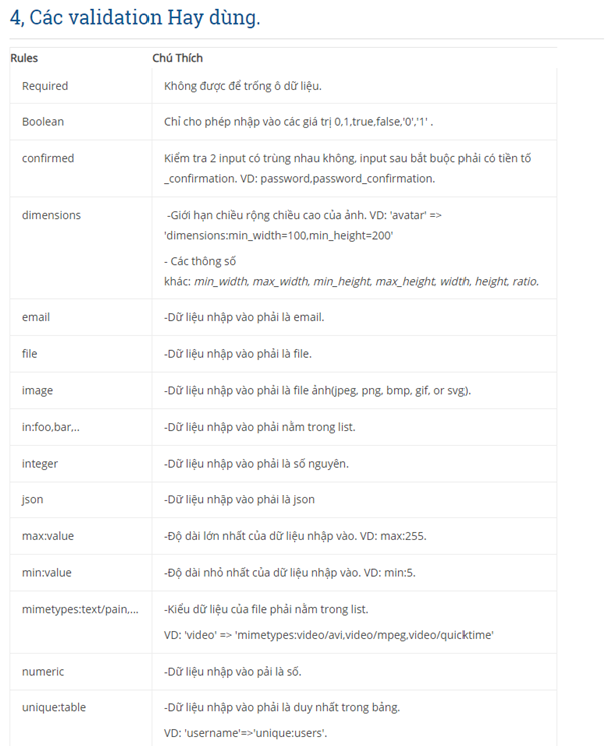 4, Các validation Hay dùng.
Rules Chú Thích
Required Không được để trống ô dữ liệu.
Boolean Chỉ cho phép nhập vào các giá trị 0,1,true,false,'0','1' .
confirmed Kiểm tra 2 input có trùng nhau không, input sau bắt buộc phải có tiền tố
_confirmation. VD: password,password_confirmation.
dimensions -Giới hạn chiều rộng chiều cao của ảnh. VD: 'avatar' =>
'dimensions:min_width=100,min_height=200'
- Các thông số
khác: min_width, max_width, min_height, max_height, width, height, ratio.
email -Dữ liệu nhập vào phải là email.
file -Dữ liệu nhập vào phải là file.
image -Dữ liệu nhập vào phải là file ảnh(jpeg, png, bmp, gif, or svg).
in:foo,bar,.. -Dữ liệu nhập vào phải nằm trong list.
integer -Dữ liệu nhập vào phải là số nguyên.
json -Dữ liệu nhập vào phải là json
max:value -Độ dài lớn nhất của dữ liệu nhập vào. VD: max:255.
min:value -Độ dài nhỏ nhất của dữ liệu nhập vào. VD: min:5.
mimetypes:text/pain,... -Kiểu dữ liệu của file phải nằm trong list.
VD: 'video' => 'mimetypes:video/avi,video/mpeg,video/quicktime'
numeric -Dữ liệu nhập vào pải là số.
unique:table -Dữ liệu nhập vào phải là duy nhất trong bảng.
VD: 'username'=>'unique:users'.